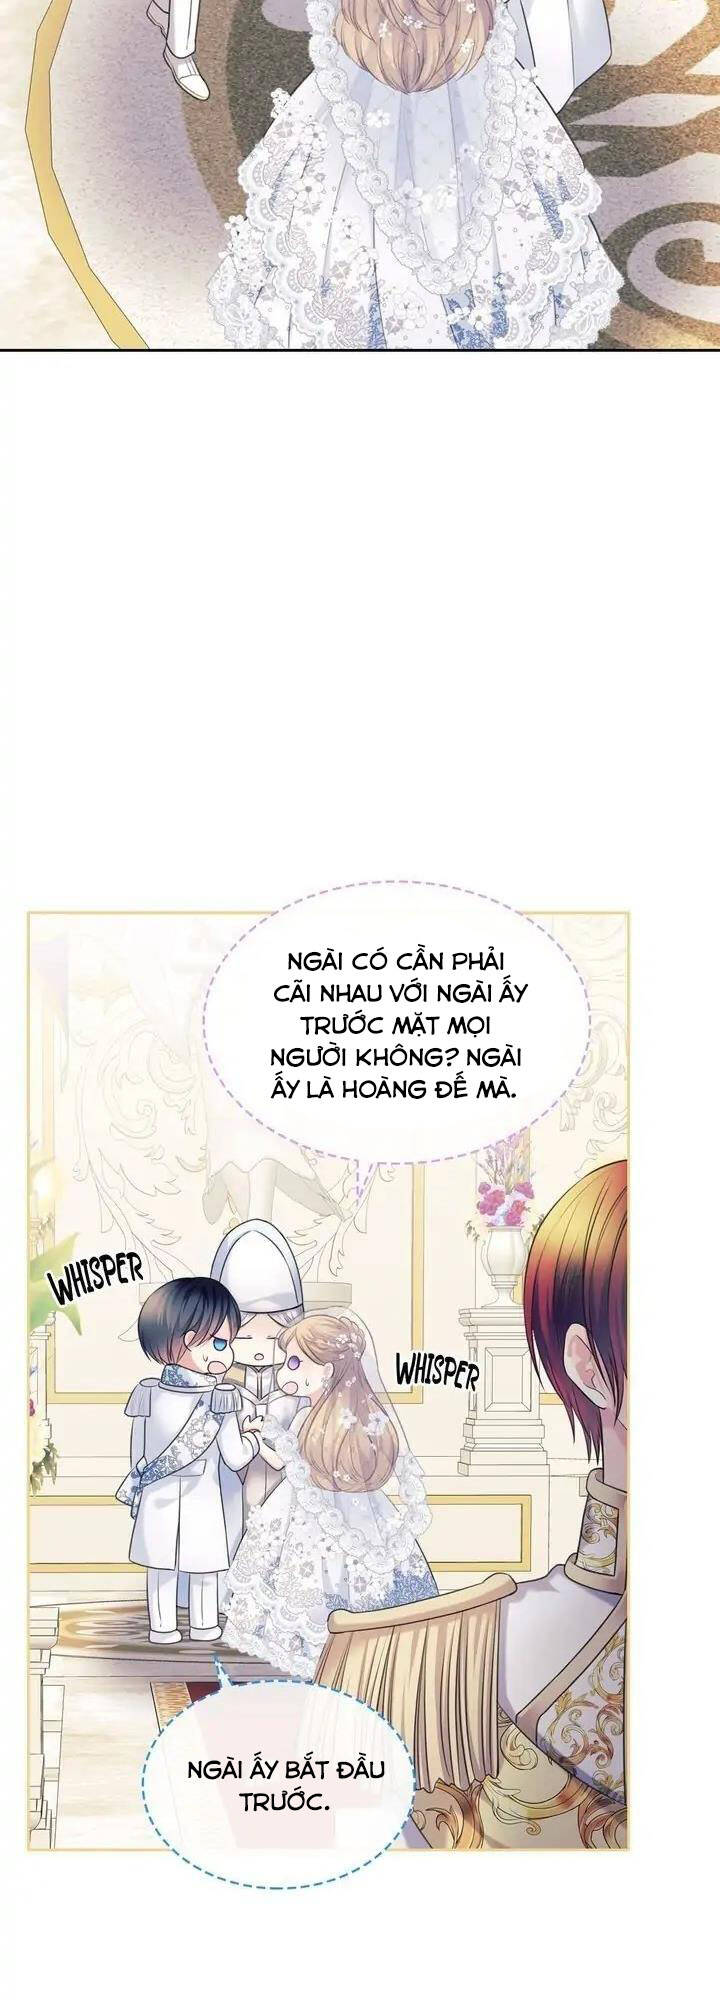 NGÀI CÓ CẦN PHẢI
CÃI NHAU VỚI NGÀI ẤY
TRƯỚC MẶT MỌI
NGƯỜI KHÔNG? NGÀI
ẤY LÀ HOÀNG ĐẾ MÀ.
WHISPER
WHISPER
NGÀI ẤY BẮT ĐẦU
TRƯỚC.